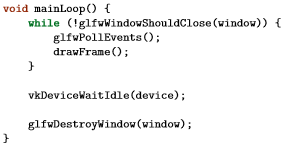 void mainLoop() {
    while (!glfwWindowShouldClose(window)) {
        glfwPollEvents();
        drawFrame();
    }

    vkDeviceWaitIdle(device);

    glfwDestroyWindow(window);
}